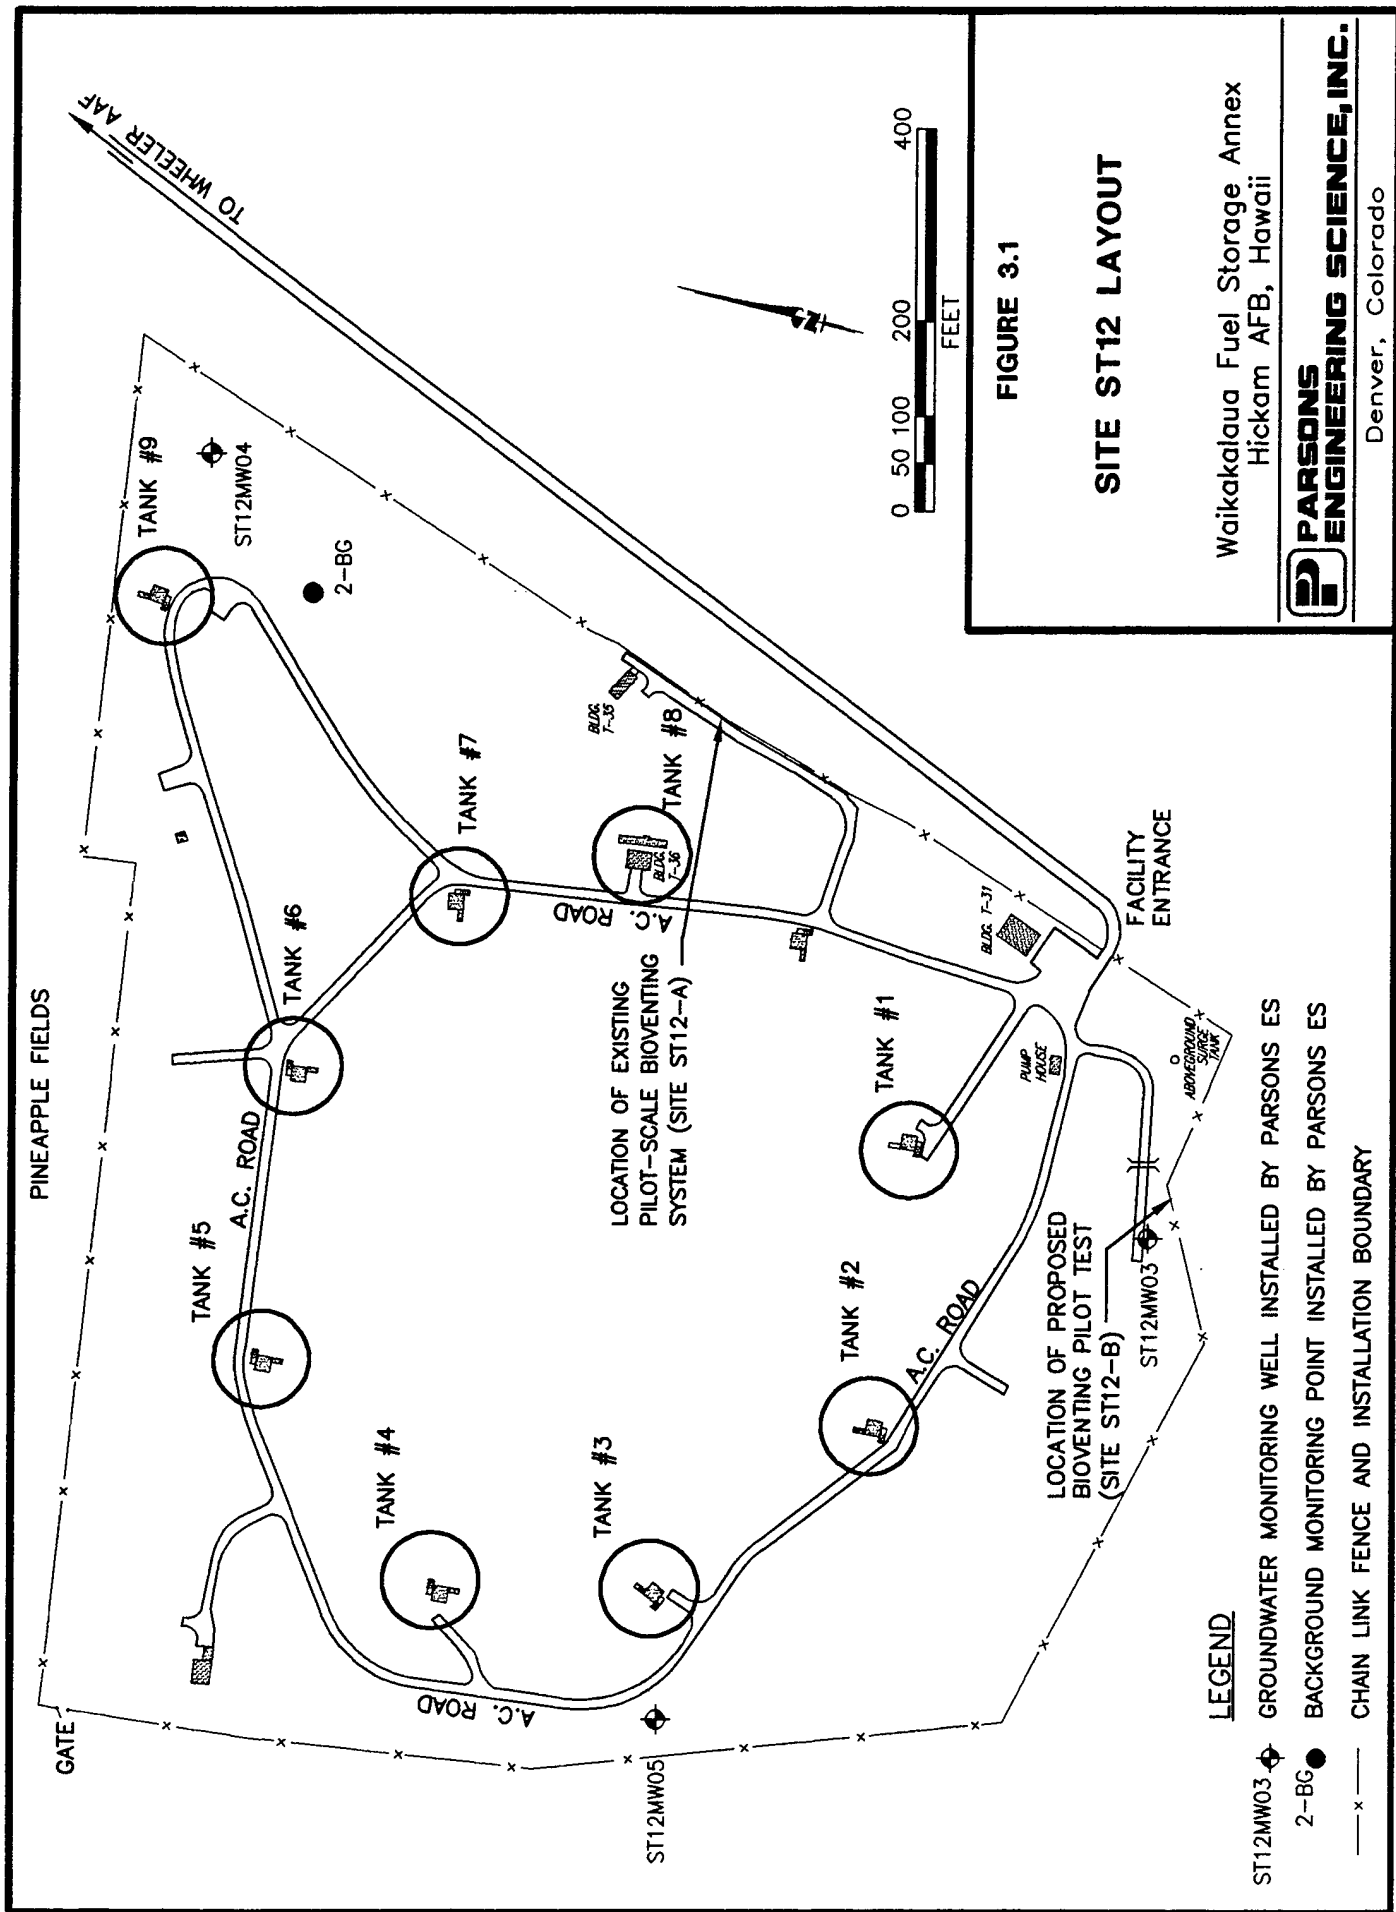 PINEAPPLE FIELDS
GATE
TO WHEELER AAF
TANK #9
ST12MW04
2-BG
TANK #7
TANK #6
TANK #5
A.C. ROAD
TANK #4
TANK #3
A.C. ROAD
ST12MW05
BLDG.
T-35
TANK #8
BLDG.
T-36
A.C.
ROAD
LOCATION OF EXISTING
PILOT-SCALE BIOVENTING
SYSTEM (SITE ST12-A)
TANK #1
TANK #2
A.C. ROAD
BLDG. T-31
FACILITY
ENTRANCE
PUMP
HOUSE
ABOVEGROUND
SURGE
TANK
LOCATION OF PROPOSED
BIOVENTING PILOT TEST
(SITE ST12-B)
ST12MW03
LEGEND
ST12MW03 GROUNDWATER MONITORING WELL INSTALLED BY PARSONS ES
2-BG BACKGROUND MONITORING POINT INSTALLED BY PARSONS ES
x CHAIN LINK FENCE AND INSTALLATION BOUNDARY
N
0 50 100 200 400
FEET
FIGURE 3.1
SITE ST12 LAYOUT
Waikakalaua Fuel Storage Annex
Hickam AFB, Hawaii
PARSONS
ENGINEERING SCIENCE, INC.
Denver, Colorado